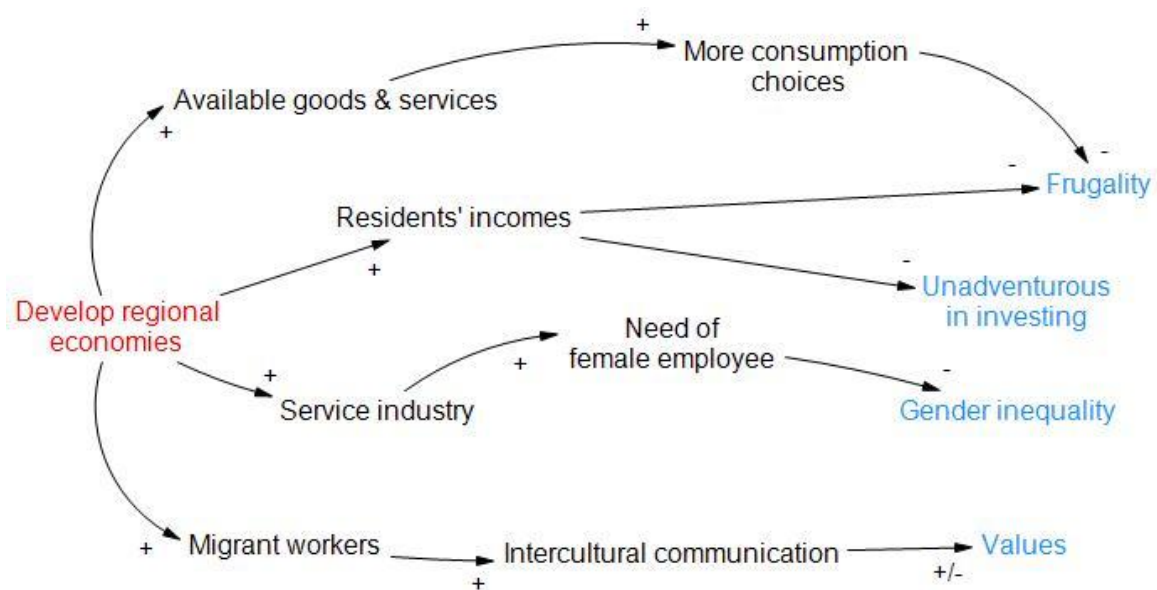 +
More consumption
choices
Available goods & services
+
-
-
Frugality
Residents' incomes
+
-
Unadventurous
in investing
Develop regional
economies
Need of
female employee
+
+
-
Service industry
Gender inequality
Migrant workers
+
Intercultural communication
+
Values
+/-